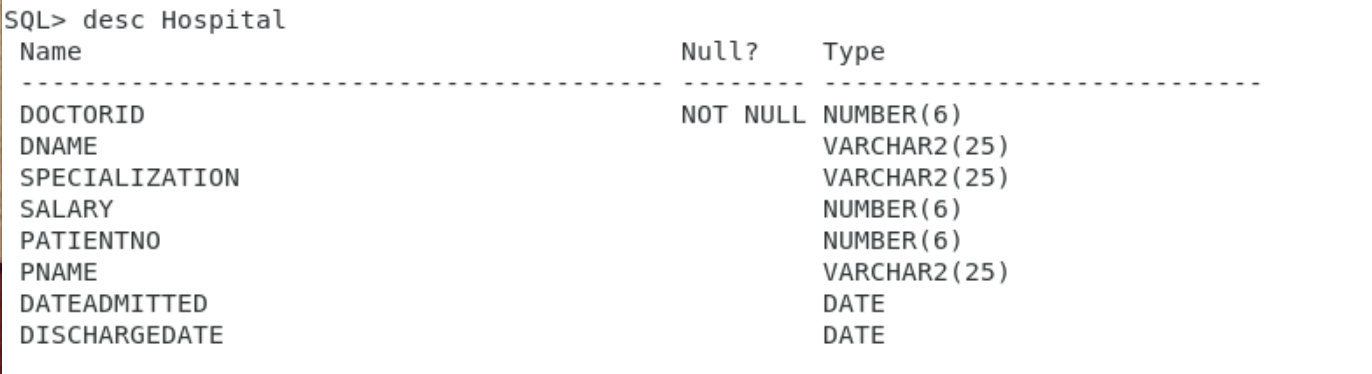 SQL> desc Hospital
Name Null? Type
----------------------------------------- -------- ----------------------------
DOCTORID NOT NULL NUMBER(6)
DNAME VARCHAR2(25)
SPECIALIZATION VARCHAR2(25)
SALARY NUMBER(6)
PATIENTNO NUMBER(6)
PNAME VARCHAR2(25)
DATEADMITTED DATE
DISCHARGEDATE DATE